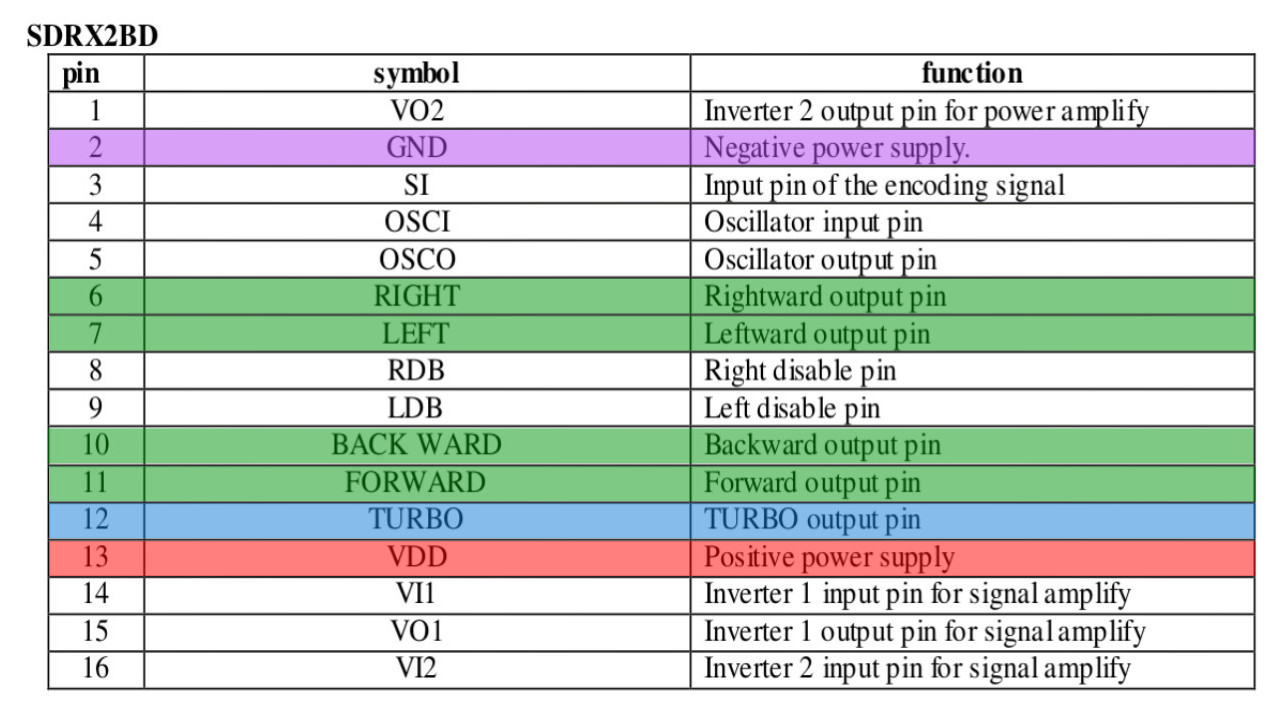 SDRX2BD
pin symbol function
1 VO2 Inverter 2 output pin for power amplify
2 GND Negative power supply.
3 SI Input pin of the encoding signal
4 OSCI Oscillator input pin
5 OSCO Oscillator output pin
6 RIGHT Rightward output pin
7 LEFT Leftward output pin
8 RDB Right disable pin
9 LDB Left disable pin
10 BACK WARD Backward output pin
11 FORWARD Forward output pin
12 TURBO TURBO output pin
13 VDD Positive power supply
14 VI1 Inverter 1 input pin for signal amplify
15 VO1 Inverter 1 output pin for signal amplify
16 VI2 Inverter 2 input pin for signal amplify